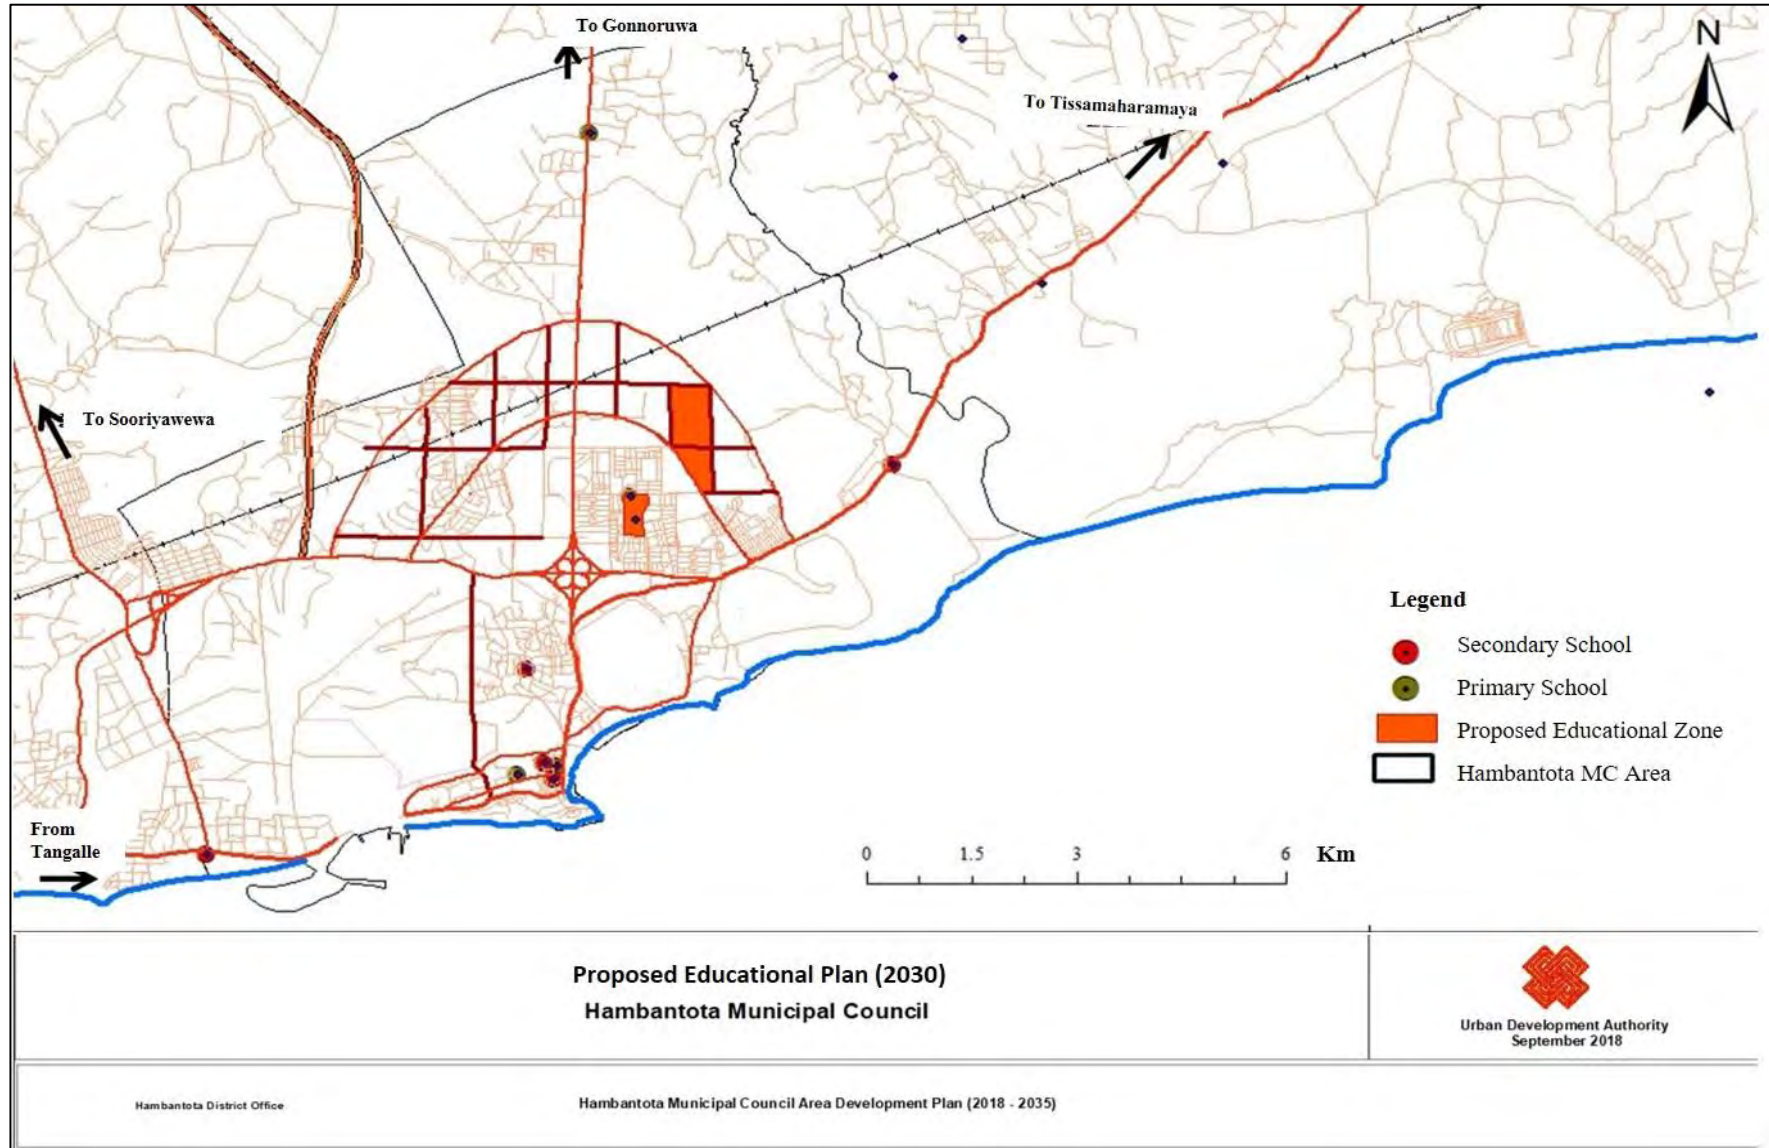 To Gonnoruwa
N
To Tissamaharamaya
To Sooriyawewa
Legend
Secondary School
Primary School
Proposed Educational Zone
Hambantota MC Area
From
Tangalle
0 1.5 3 6 Km
Proposed Educational Plan (2030)
Hambantota Municipal Council
Urban Development Authority
September 2018
Hambantota District Office
Hambantota Municipal Council Area Development Plan (2018 - 2035)